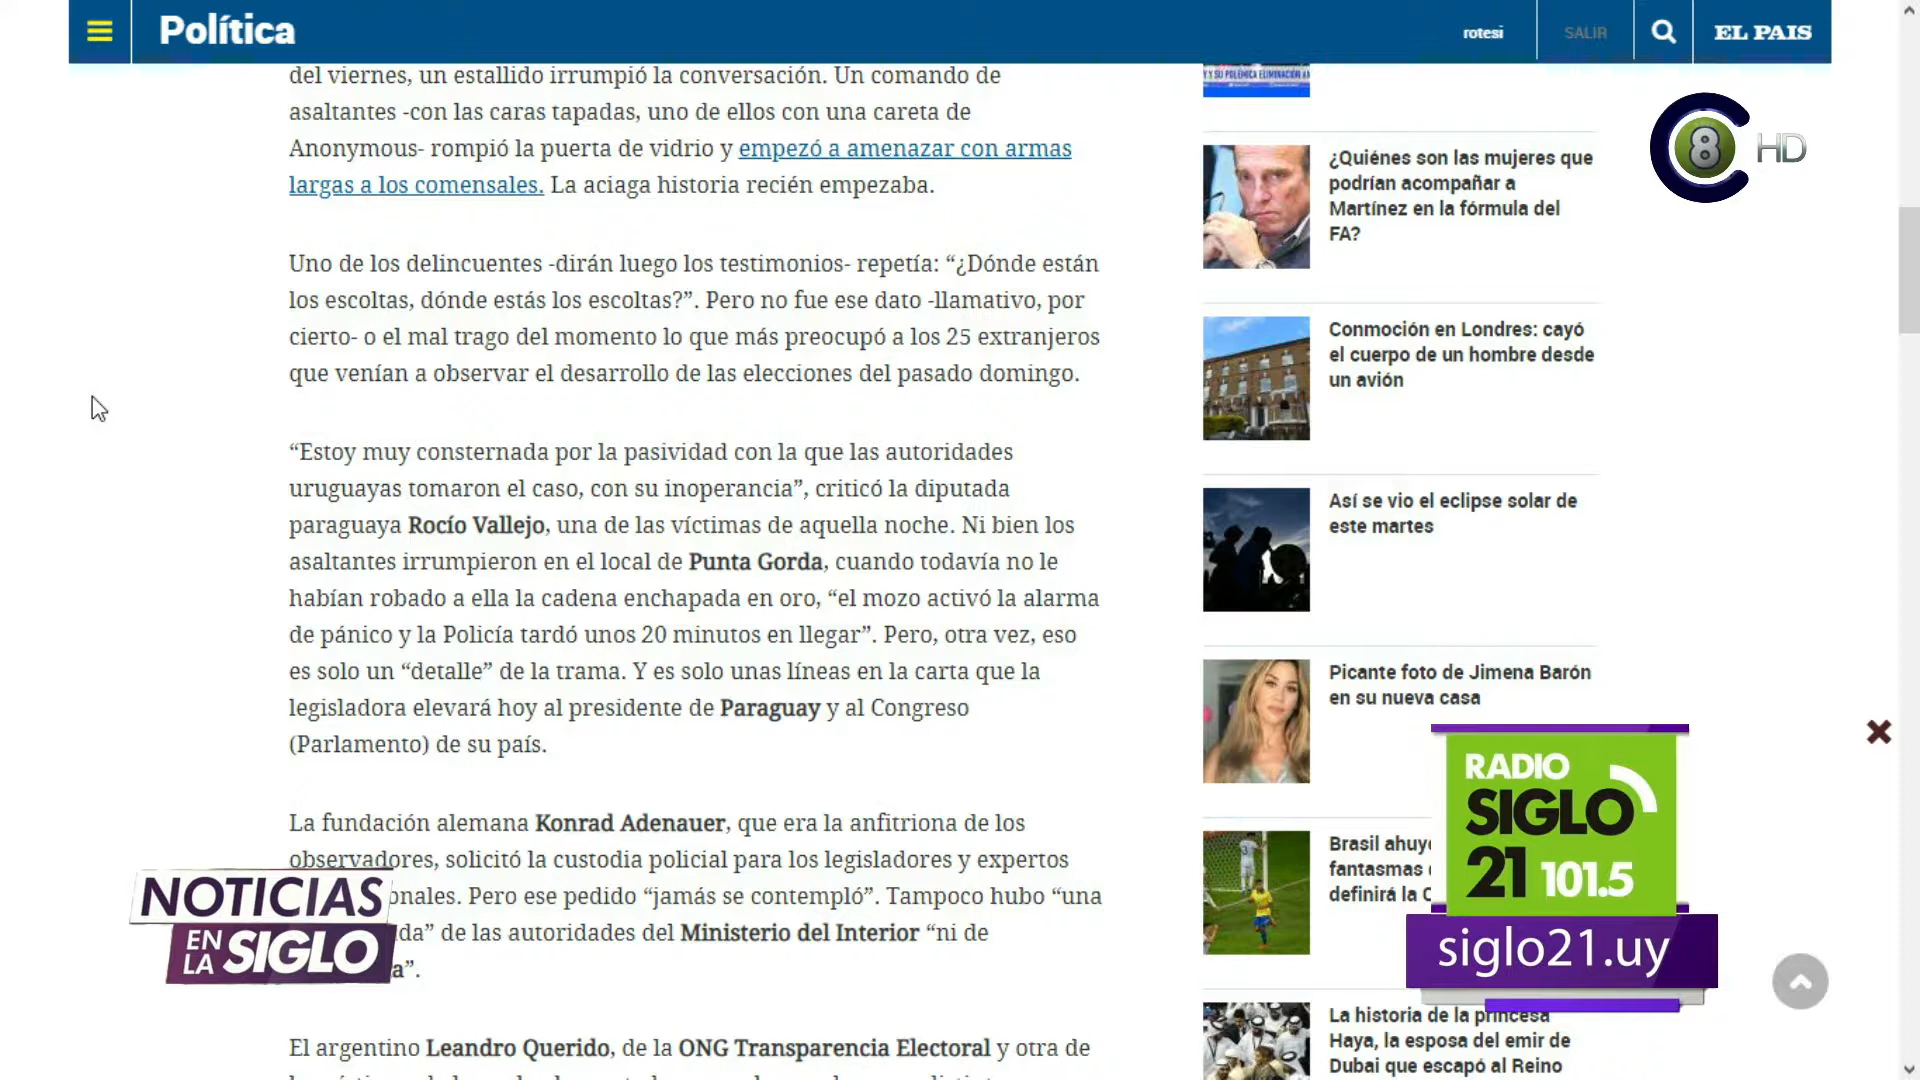 Política
rotesi
SALIR
EL PAIS
del viernes, un estallido irrumpió la conversación. Un comando de
asaltantes -con las caras tapadas, uno de ellos con una careta de
Anonymous- rompió la puerta de vidrio y empezó a amenazar con armas
largas a los comensales. La aciaga historia recién empezaba.
Uno de los delincuentes -dirán luego los testimonios- repetía: “¿Dónde están
los escoltas, dónde estás los escoltas?”. Pero no fue ese dato -llamativo, por
cierto- o el mal trago del momento lo que más preocupó a los 25 extranjeros
que venían a observar el desarrollo de las elecciones del pasado domingo.
“Estoy muy consternada por la pasividad con la que las autoridades
uruguayas tomaron el caso, con su inoperancia”, criticó la diputada
paraguaya Rocío Vallejo, una de las víctimas de aquella noche. Ni bien los
asaltantes irrumpieron en el local de Punta Gorda, cuando todavía no le
habían robado a ella la cadena enchapada en oro, “el mozo activó la alarma
de pánico y la Policía tardó unos 20 minutos en llegar”. Pero, otra vez, eso
es solo un “detalle” de la trama. Y es solo unas líneas en la carta que la
legisladora elevará hoy al presidente de Paraguay y al Congreso
(Parlamento) de su país.
La fundación alemana Konrad Adenauer, que era la anfitriona de los
observadores, solicitó la custodia policial para los legisladores y expertos
onales. Pero ese pedido “jamás se contempló”. Tampoco hubo “una
da” de las autoridades del Ministerio del Interior “ni de
a”.
El argentino Leandro Querido, de la ONG Transparencia Electoral y otra de
Y SU POLÉMICA ELIMINACIÓN
¿Quiénes son las mujeres que
podrían acompañar a
Martínez en la fórmula del
FA?
Conmoción en Londres: cayó
el cuerpo de un hombre desde
un avión
Así se vio el eclipse solar de
este martes
Picante foto de Jimena Barón
en su nueva casa
Brasil ahuy
fantasmas
definirá la
La historia de la princesa
Haya, la esposa del emir de
Dubai que escapó al Reino
C 8 HD
NOTICIAS
EN LA SIGLO
RADIO
SIGLO
21 101.5
siglo21.uy